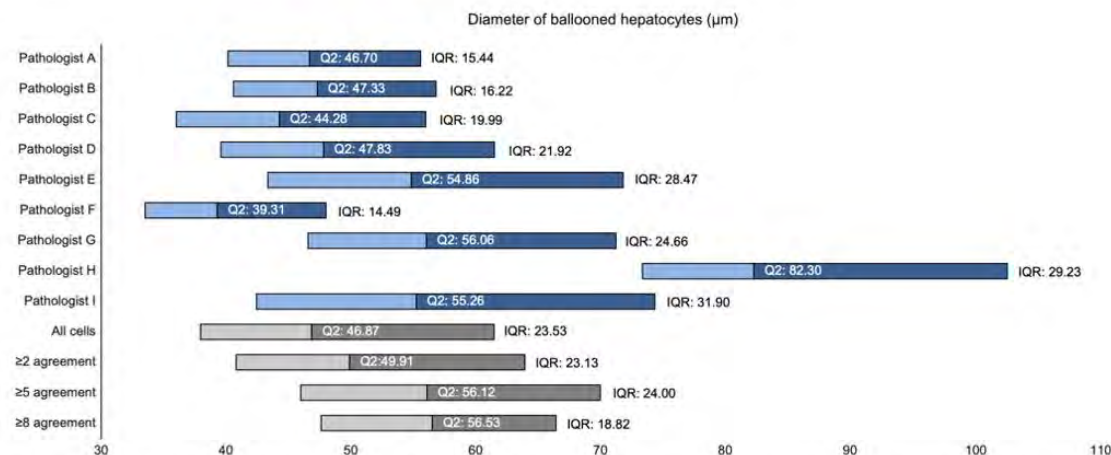 Diameter of ballooned hepatocytes (µm)
Pathologist A Q2: 46.70 IQR: 15.44
Pathologist B Q2: 47.33 IQR: 16.22
Pathologist C Q2: 44.28 IQR: 19.99
Pathologist D Q2: 47.83 IQR: 21.92
Pathologist E Q2: 54.86 IQR: 28.47
Pathologist F Q2: 39.31 IQR: 14.49
Pathologist G Q2: 56.06 IQR: 24.66
Pathologist H Q2: 82.30 IQR: 29.23
Pathologist I Q2: 55.26 IQR: 31.90
All cells Q2: 46.87 IQR: 23.53
≥2 agreement Q2:49.91 IQR: 23.13
≥5 agreement Q2: 56.12 IQR: 24.00
≥8 agreement Q2: 56.53 IQR: 18.82
30 40 50 60 70 80 90 100 110